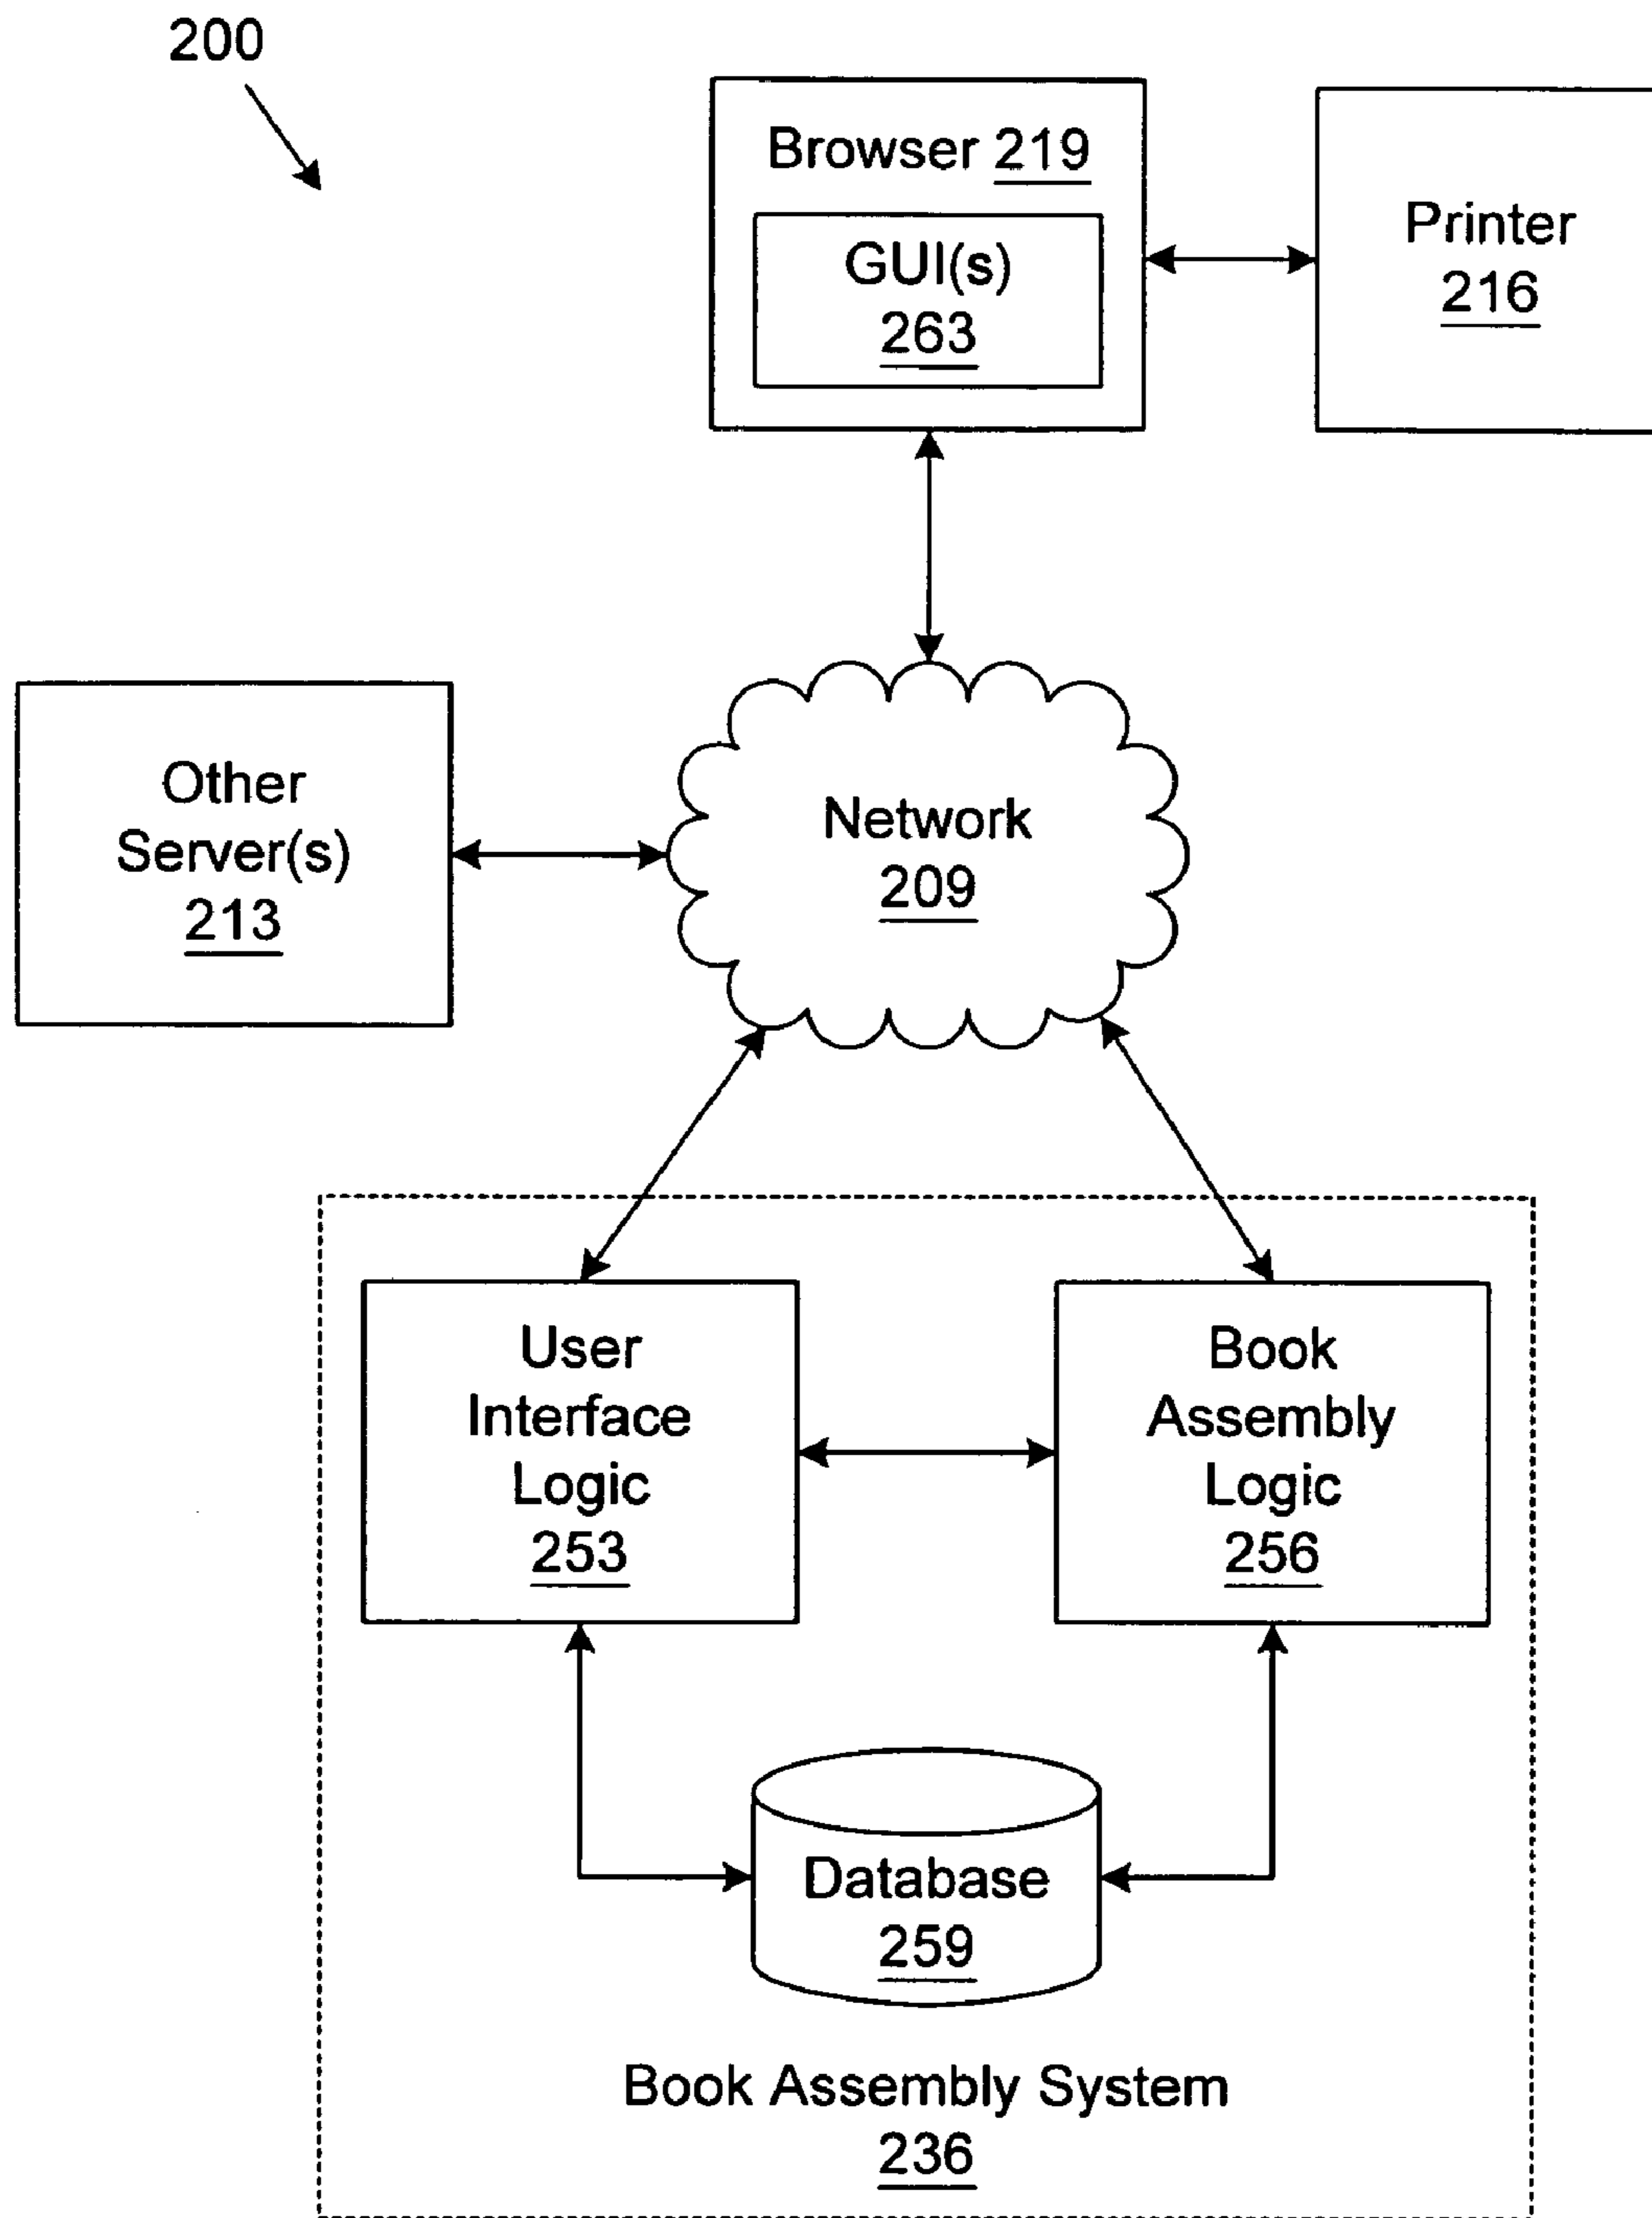 200
Browser 219
GUI(s)
263
Printer
216
Other
Server(s)
213
Network
209
User
Interface
Logic
253
Book
Assembly
Logic
256
Database
259
Book Assembly System
236